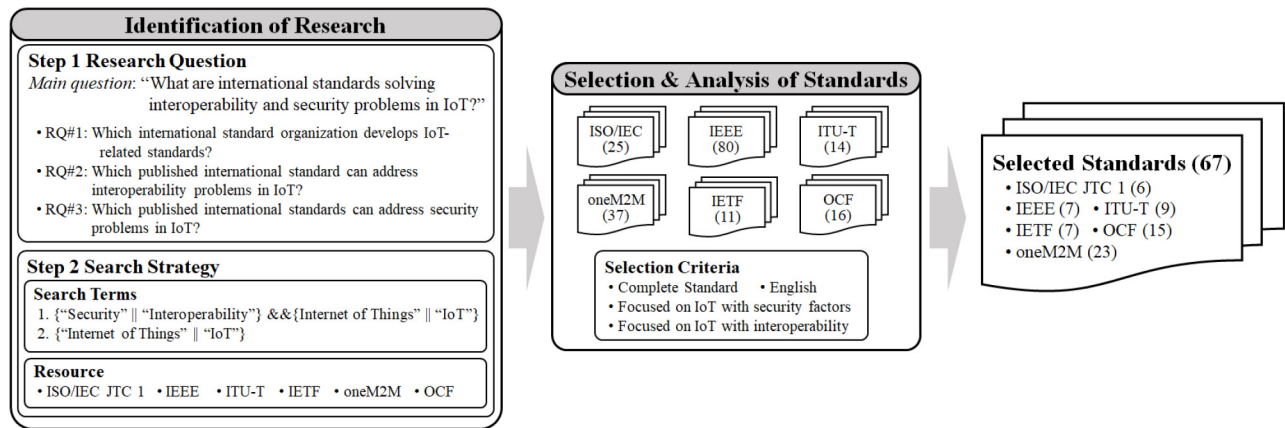 Identification of Research
Step 1 Research Question
Main question: “What are international standards solving
interoperability and security problems in IoT?”
• RQ#1: Which international standard organization develops IoT-
related standards?
• RQ#2: Which published international standard can address
interoperability problems in IoT?
• RQ#3: Which published international standards can address security
problems in IoT?
Step 2 Search Strategy
Search Terms
1. {“Security” || “Interoperability”} &&{Internet of Things” || “IoT”}
2. {“Internet of Things” || “IoT”}
Resource
• ISO/IEC JTC 1 • IEEE • ITU-T • IETF • oneM2M • OCF
Selection & Analysis of Standards
ISO/IEC
(25)
IEEE
(80)
ITU-T
(14)
oneM2M
(37)
IETF
(11)
OCF
(16)
Selection Criteria
• Complete Standard • English
• Focused on IoT with security factors
• Focused on IoT with interoperability
Selected Standards (67)
• ISO/IEC JTC 1 (6)
• IEEE (7) • ITU-T (9)
• IETF (7) • OCF (15)
• oneM2M (23)